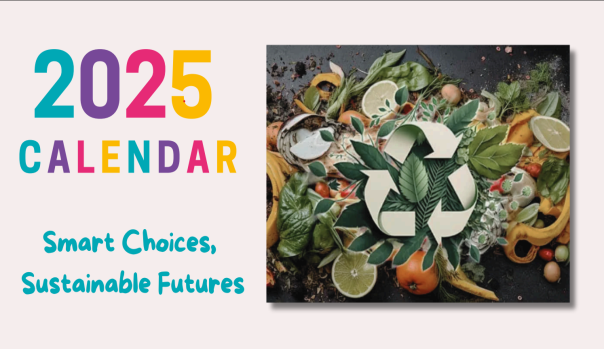 2025
CALENDAR
Smart Choices,
Sustainable Futures